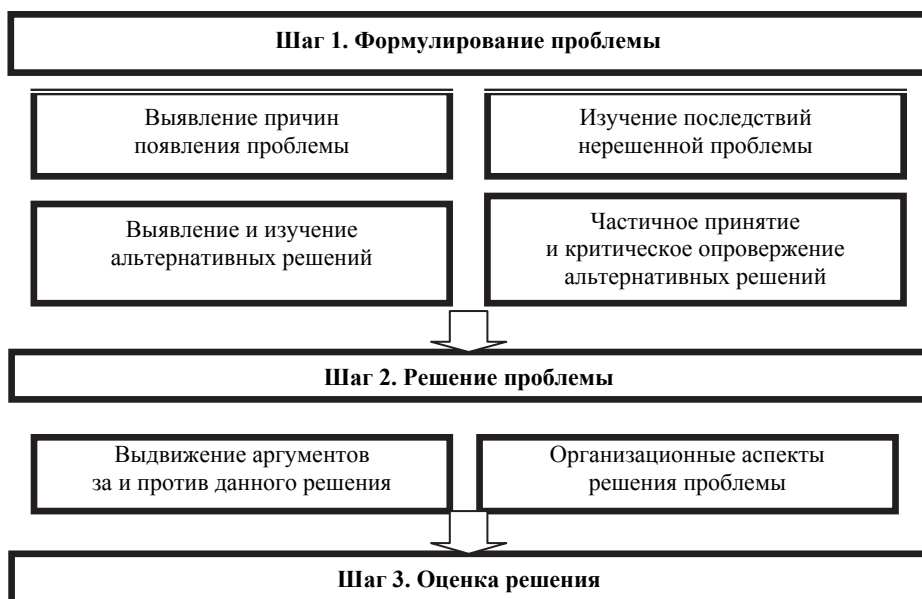 Шаг 1. Формулирование проблемы
Выявление причин
появления проблемы
Изучение последствий
нерешенной проблемы
Выявление и изучение
альтернативных решений
Частичное принятие
и критическое опровержение
альтернативных решений
Шаг 2. Решение проблемы
Выдвижение аргументов
за и против данного решения
Организационные аспекты
решения проблемы
Шаг 3. Оценка решения